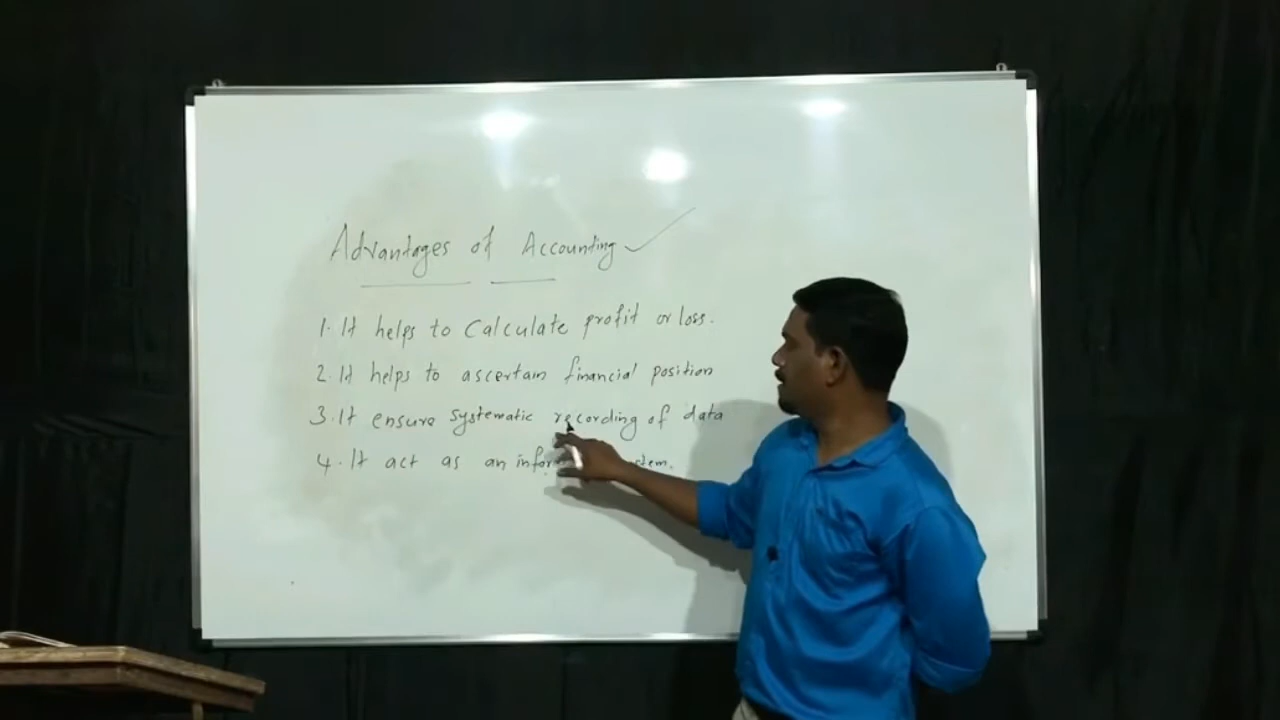 Advantages of Accounting
1. It helps to calculate profit or loss.
2. It helps to ascertain financial position
3. It ensure systematic recording of data
4. It act as an